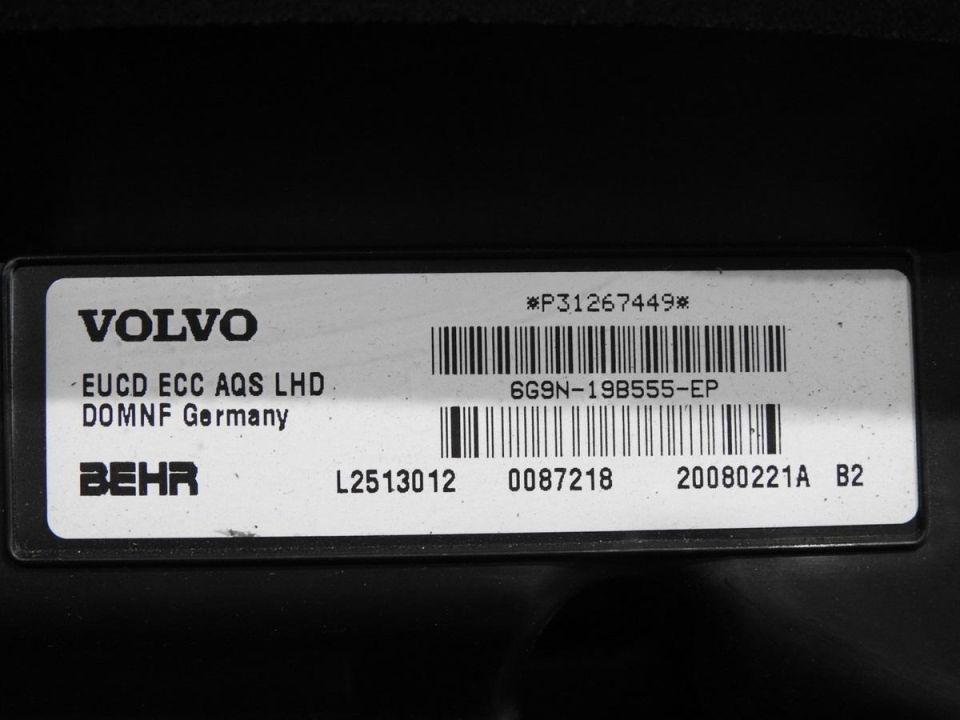 VOLVO
EUCD ECC AQS LHD
DOMNF Germany
BEHR
*P31267449*
6G9N-19B555-EP
L2513012 0087218 20080221A B2